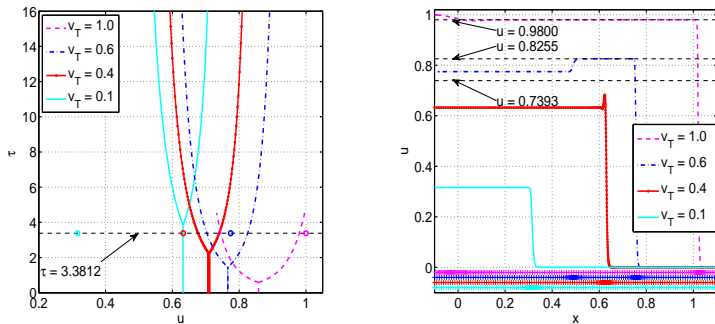 16
14
12
10
8
6
4
2
0
τ
v_T = 1.0
v_T = 0.6
v_T = 0.4
v_T = 0.1
τ = 3.3812
0.2
0.4
0.6
0.8
1
u
1
0.8
0.6
0.4
0.2
0
u
u = 0.9800
u = 0.8255
u = 0.7393
v_T = 1.0
v_T = 0.6
v_T = 0.4
v_T = 0.1
0
0.2
0.4
0.6
0.8
1
x